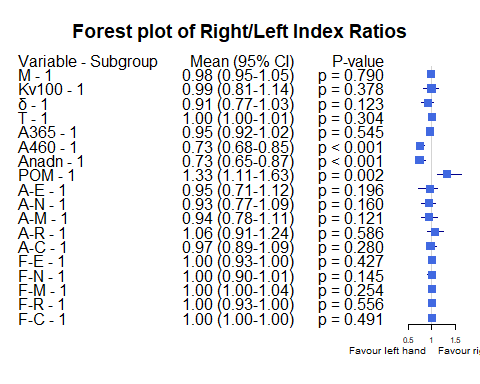 Forest plot of Right/Left Index Ratios
Variable - Subgroup Mean (95% CI) P-value
M - 1 0.98 (0.95-1.05) p = 0.790
Kv100 - 1 0.99 (0.81-1.14) p = 0.378
δ - 1 0.91 (0.77-1.03) p = 0.123
T - 1 1.00 (1.00-1.01) p = 0.304
A365 - 1 0.95 (0.92-1.02) p = 0.545
A460 - 1 0.73 (0.68-0.85) p < 0.001
Anadn - 1 0.73 (0.65-0.87) p < 0.001
POM - 1 1.33 (1.11-1.63) p = 0.002
A-E - 1 0.95 (0.71-1.12) p = 0.196
A-N - 1 0.93 (0.77-1.09) p = 0.160
A-M - 1 0.94 (0.78-1.11) p = 0.121
A-R - 1 1.06 (0.91-1.24) p = 0.586
A-C - 1 0.97 (0.89-1.09) p = 0.280
F-E - 1 1.00 (0.93-1.00) p = 0.427
F-N - 1 1.00 (0.90-1.01) p = 0.145
F-M - 1 1.00 (1.00-1.04) p = 0.254
F-R - 1 1.00 (0.93-1.00) p = 0.556
F-C - 1 1.00 (1.00-1.00) p = 0.491
0.5 1 1.5
Favour left hand Favour ri